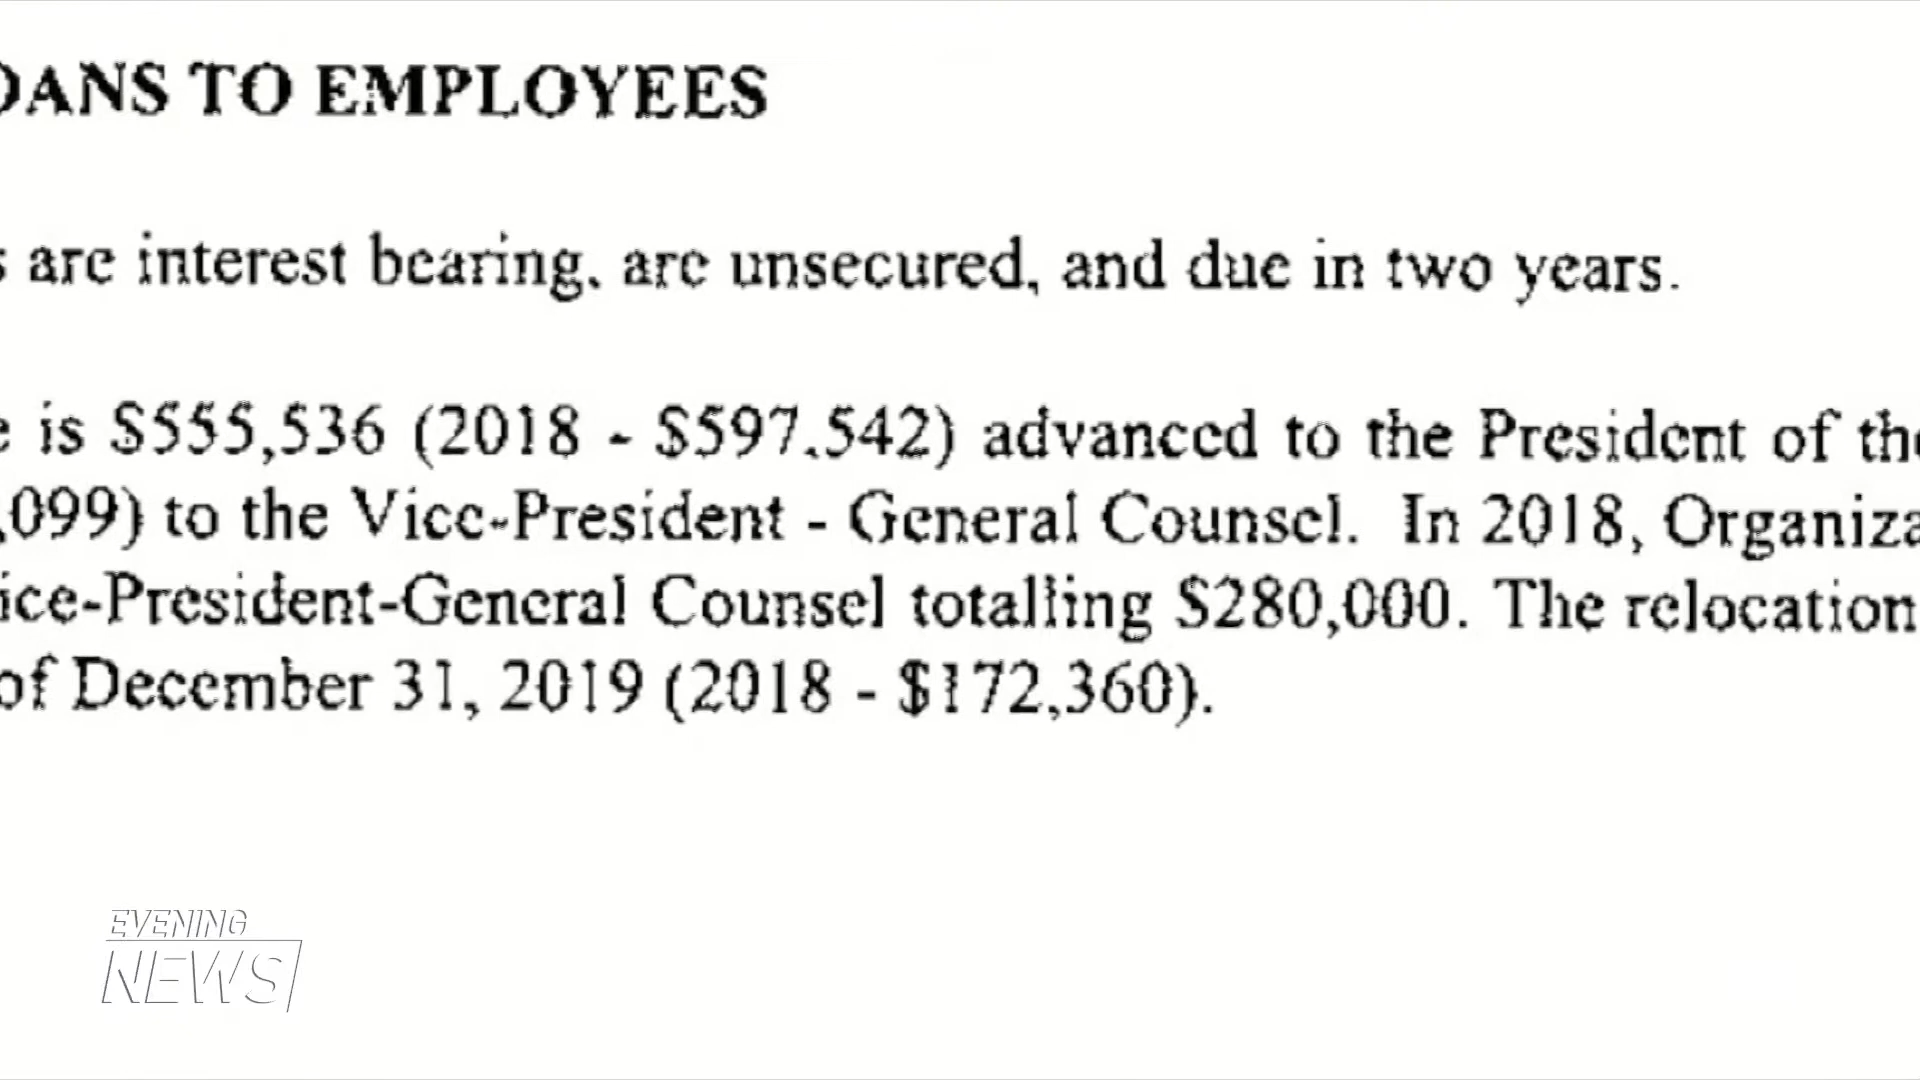 OANS TO EMPLOYEES
s are interest bearing, are unsecured, and due in two years.
e is $555,536 (2018 - $597,542) advanced to the President of the
,099) to the Vice-President - General Counsel. In 2018, Organiza
ice-President-General Counsel totalling $280,000. The relocation
of December 31, 2019 (2018 - $172,360).
EVENING
NEWS